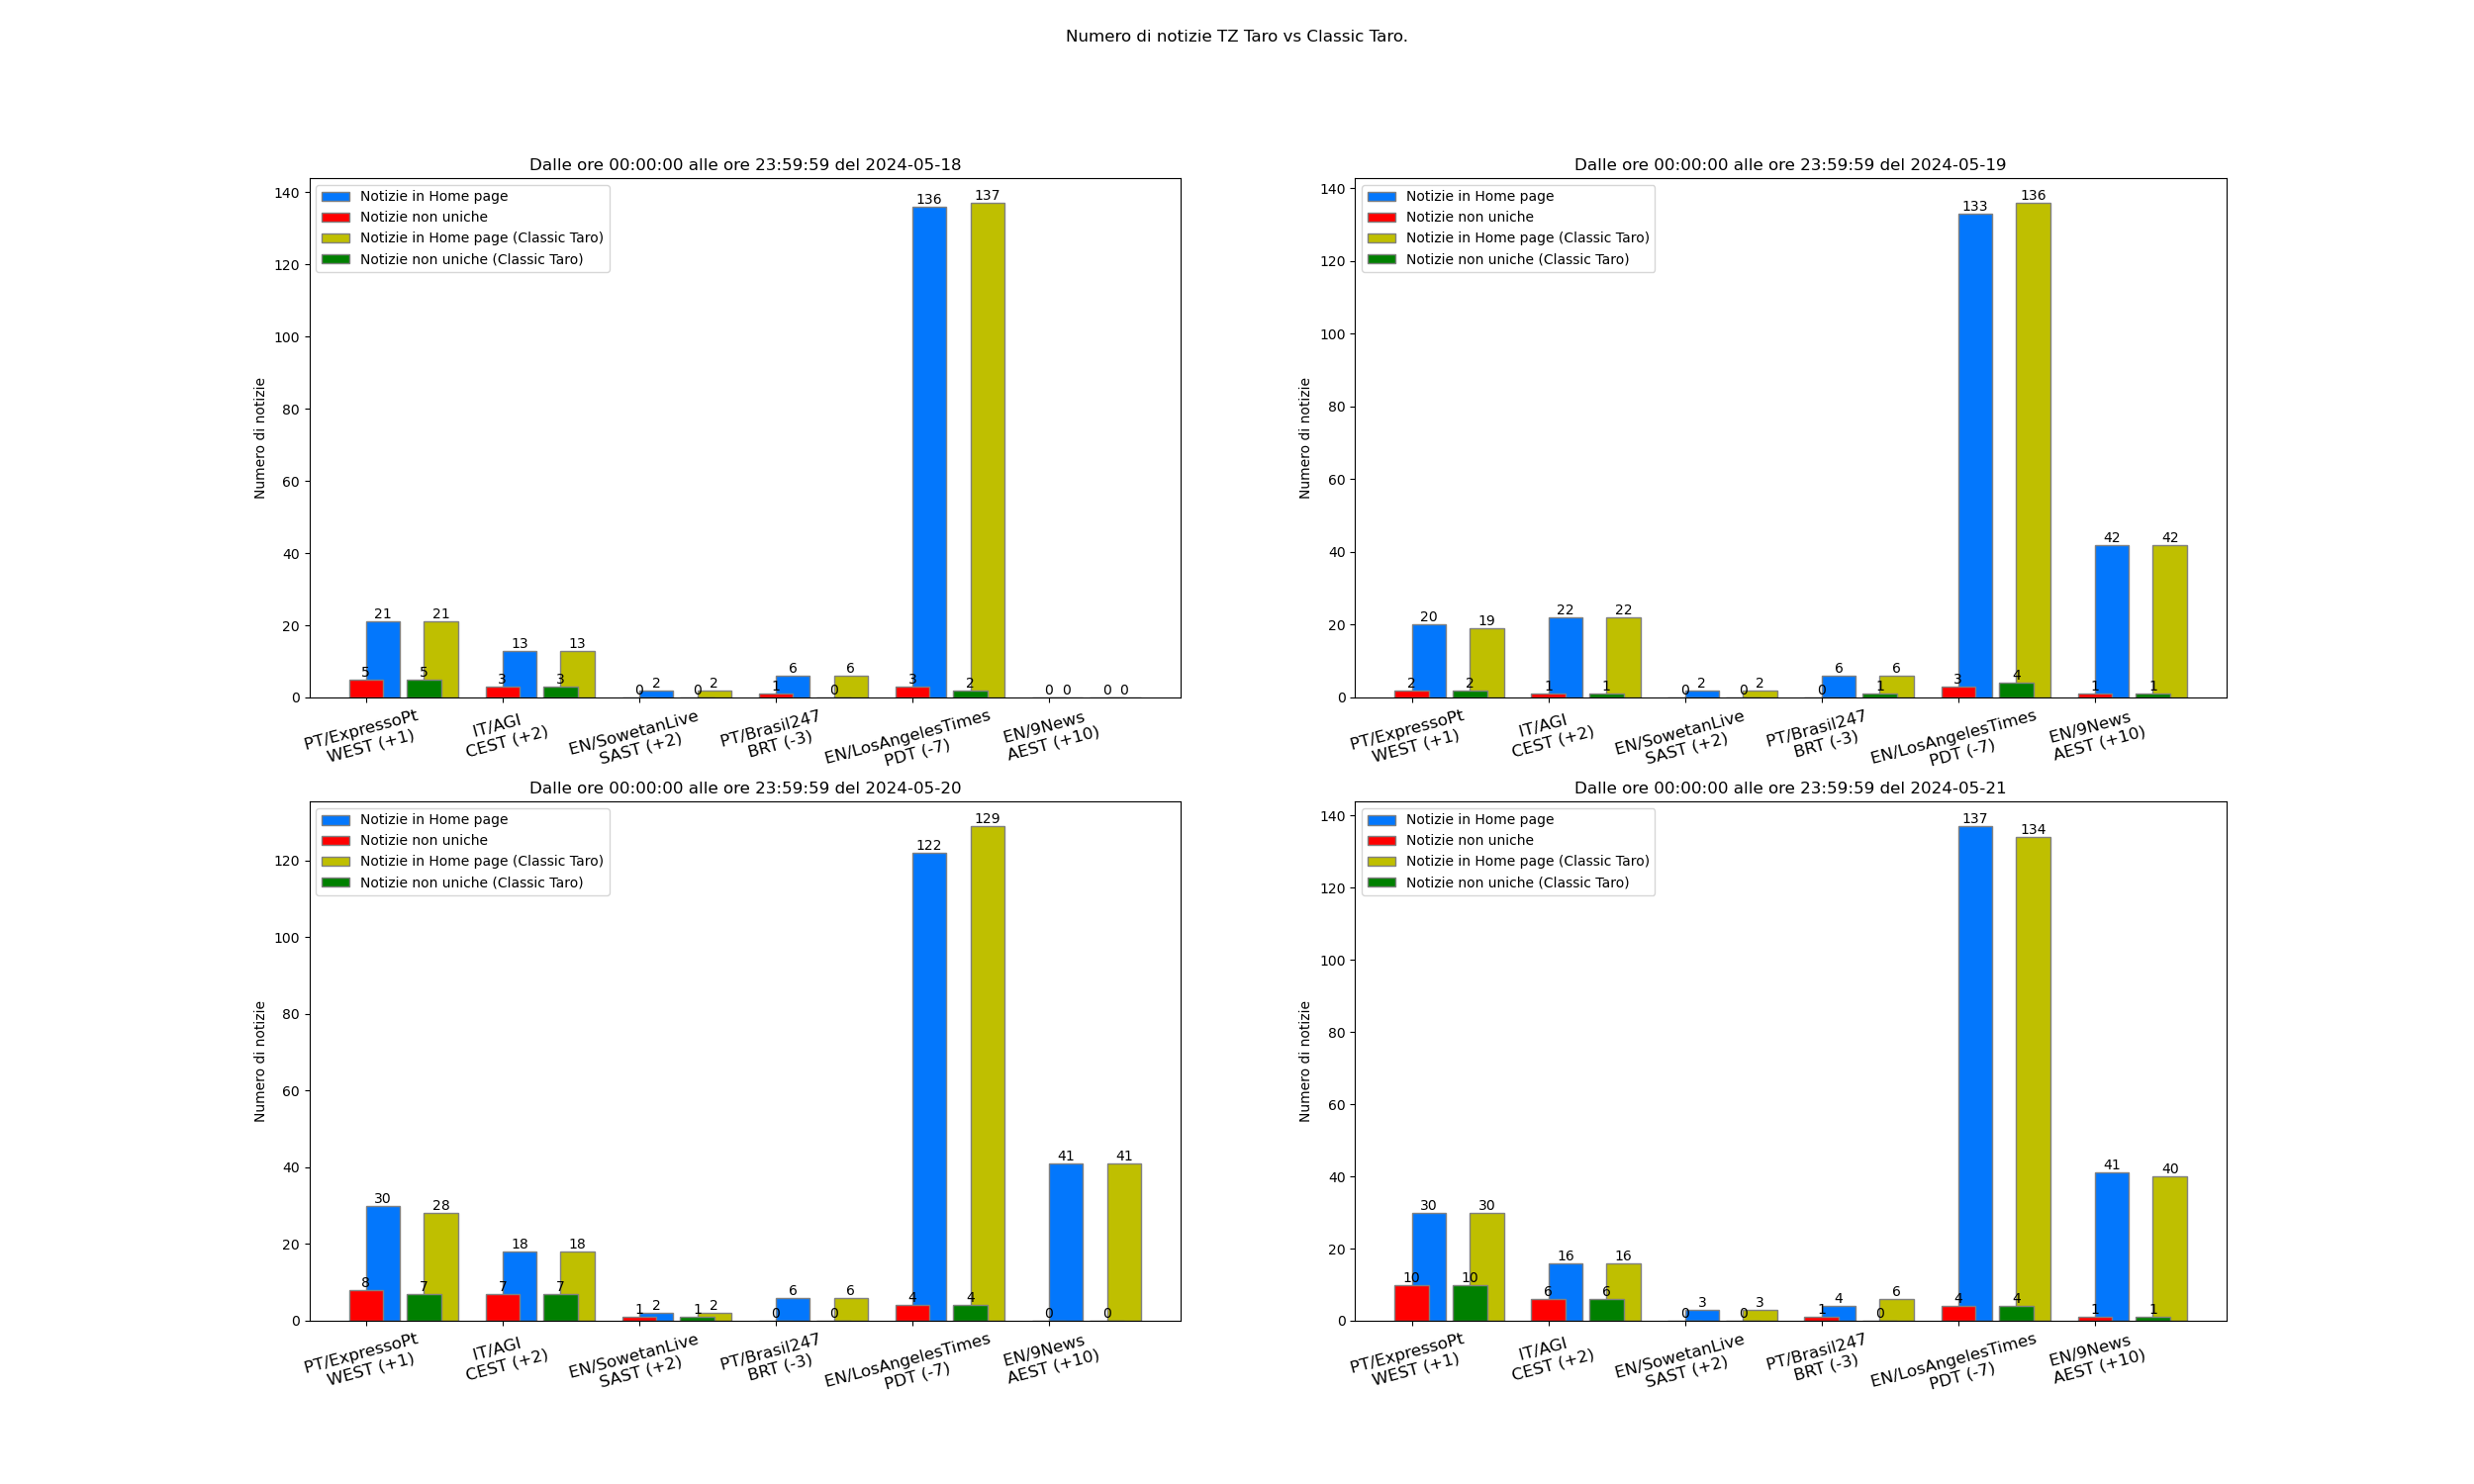 Numero di notizie TZ Taro vs Classic Taro.
Dalle ore 00:00:00 alle ore 23:59:59 del 2024-05-18
Notizie in Home page
Notizie non uniche
Notizie in Home page (Classic Taro)
Notizie non uniche (Classic Taro)
Numero di notizie
140
120
100
80
60
40
20
0
5 21 5 21
3 13 3 13
0 2 0 2
1 6 0 6
3 136 2 137
0 0 0 0
PT/ExpressoPt
WEST (+1)
IT/AGI
CEST (+2)
EN/SowetanLive
SAST (+2)
PT/Brasil247
BRT (-3)
EN/LosAngelesTimes
PDT (-7)
EN/9News
AEST (+10)
Dalle ore 00:00:00 alle ore 23:59:59 del 2024-05-19
Notizie in Home page
Notizie non uniche
Notizie in Home page (Classic Taro)
Notizie non uniche (Classic Taro)
Numero di notizie
140
120
100
80
60
40
20
0
2 20 2 19
1 22 1 22
0 2 0 2
0 6 1 6
3 133 4 136
1 42 1 42
PT/ExpressoPt
WEST (+1)
IT/AGI
CEST (+2)
EN/SowetanLive
SAST (+2)
PT/Brasil247
BRT (-3)
EN/LosAngelesTimes
PDT (-7)
EN/9News
AEST (+10)
Dalle ore 00:00:00 alle ore 23:59:59 del 2024-05-20
Notizie in Home page
Notizie non uniche
Notizie in Home page (Classic Taro)
Notizie non uniche (Classic Taro)
Numero di notizie
120
100
80
60
40
20
0
8 30 7 28
7 18 7 18
1 2 1 2
0 6 0 6
4 122 4 129
0 41 0 41
PT/ExpressoPt
WEST (+1)
IT/AGI
CEST (+2)
EN/SowetanLive
SAST (+2)
PT/Brasil247
BRT (-3)
EN/LosAngelesTimes
PDT (-7)
EN/9News
AEST (+10)
Dalle ore 00:00:00 alle ore 23:59:59 del 2024-05-21
Notizie in Home page
Notizie non uniche
Notizie in Home page (Classic Taro)
Notizie non uniche (Classic Taro)
Numero di notizie
140
120
100
80
60
40
20
0
10 30 10 30
6 16 6 16
0 3 0 3
1 4 0 6
4 137 4 134
1 41 1 40
PT/ExpressoPt
WEST (+1)
IT/AGI
CEST (+2)
EN/SowetanLive
SAST (+2)
PT/Brasil247
BRT (-3)
EN/LosAngelesTimes
PDT (-7)
EN/9News
AEST (+10)